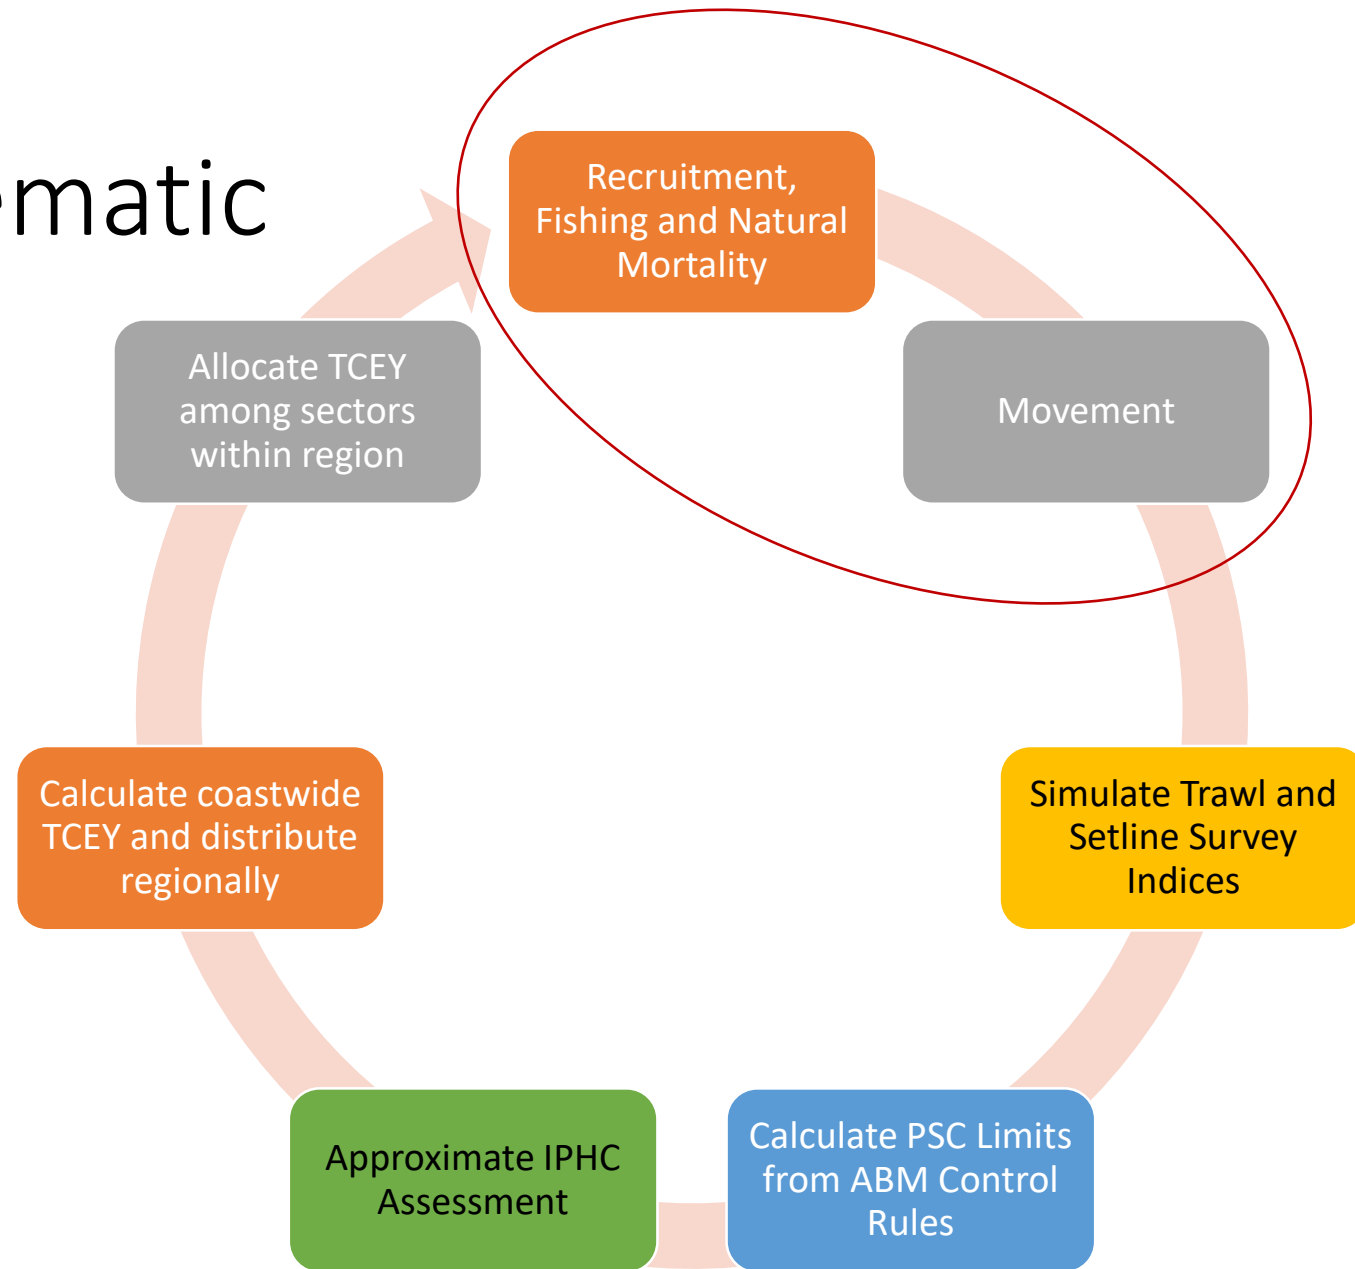 ematic
Recruitment,
Fishing and Natural
Mortality
Movement
Simulate Trawl and
Setline Survey
Indices
Calculate PSC Limits
from ABM Control
Rules
Approximate IPHC
Assessment
Calculate coastwide
TCEY and distribute
regionally
Allocate TCEY
among sectors
within region